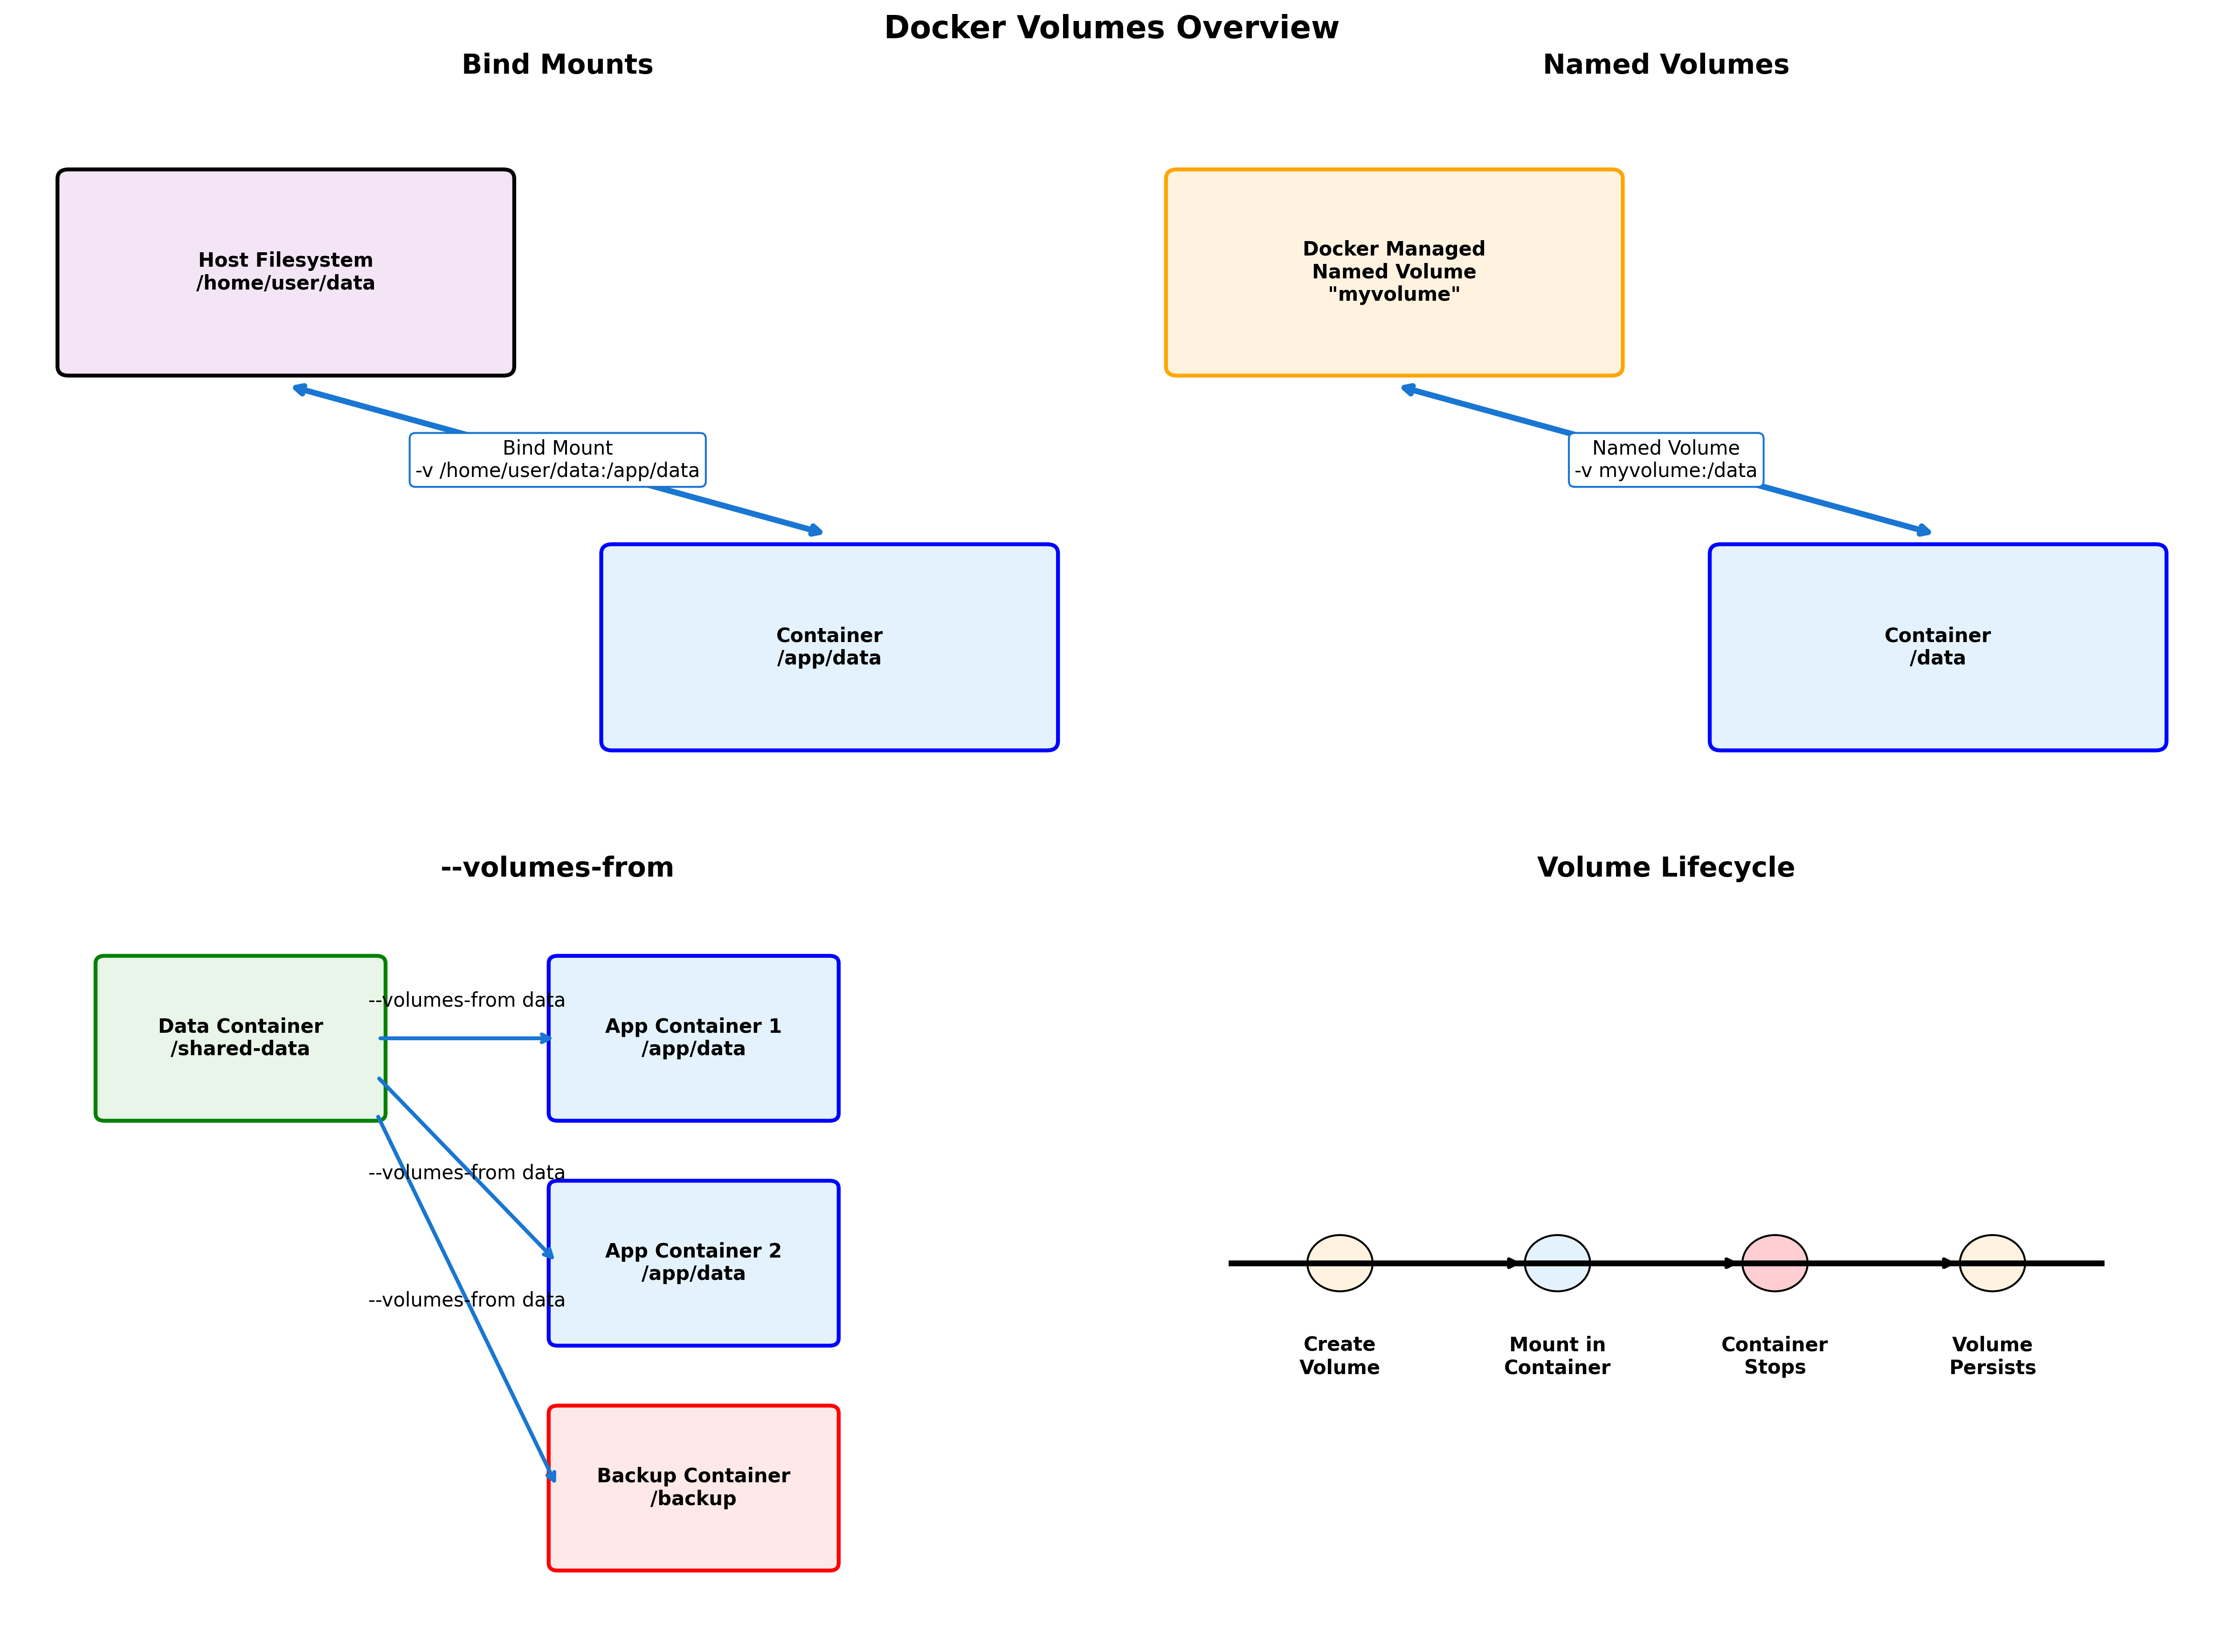 Docker Volumes Overview
Bind Mounts
Host Filesystem
/home/user/data
Bind Mount
-v /home/user/data:/app/data
Container
/app/data
Named Volumes
Docker Managed
Named Volume
"myvolume"
Named Volume
-v myvolume:/data
Container
/data
--volumes-from
Data Container
/shared-data
--volumes-from data
App Container 1
/app/data
--volumes-from data
App Container 2
/app/data
--volumes-from data
Backup Container
/backup
Volume Lifecycle
Create
Volume
Mount in
Container
Container
Stops
Volume
Persists